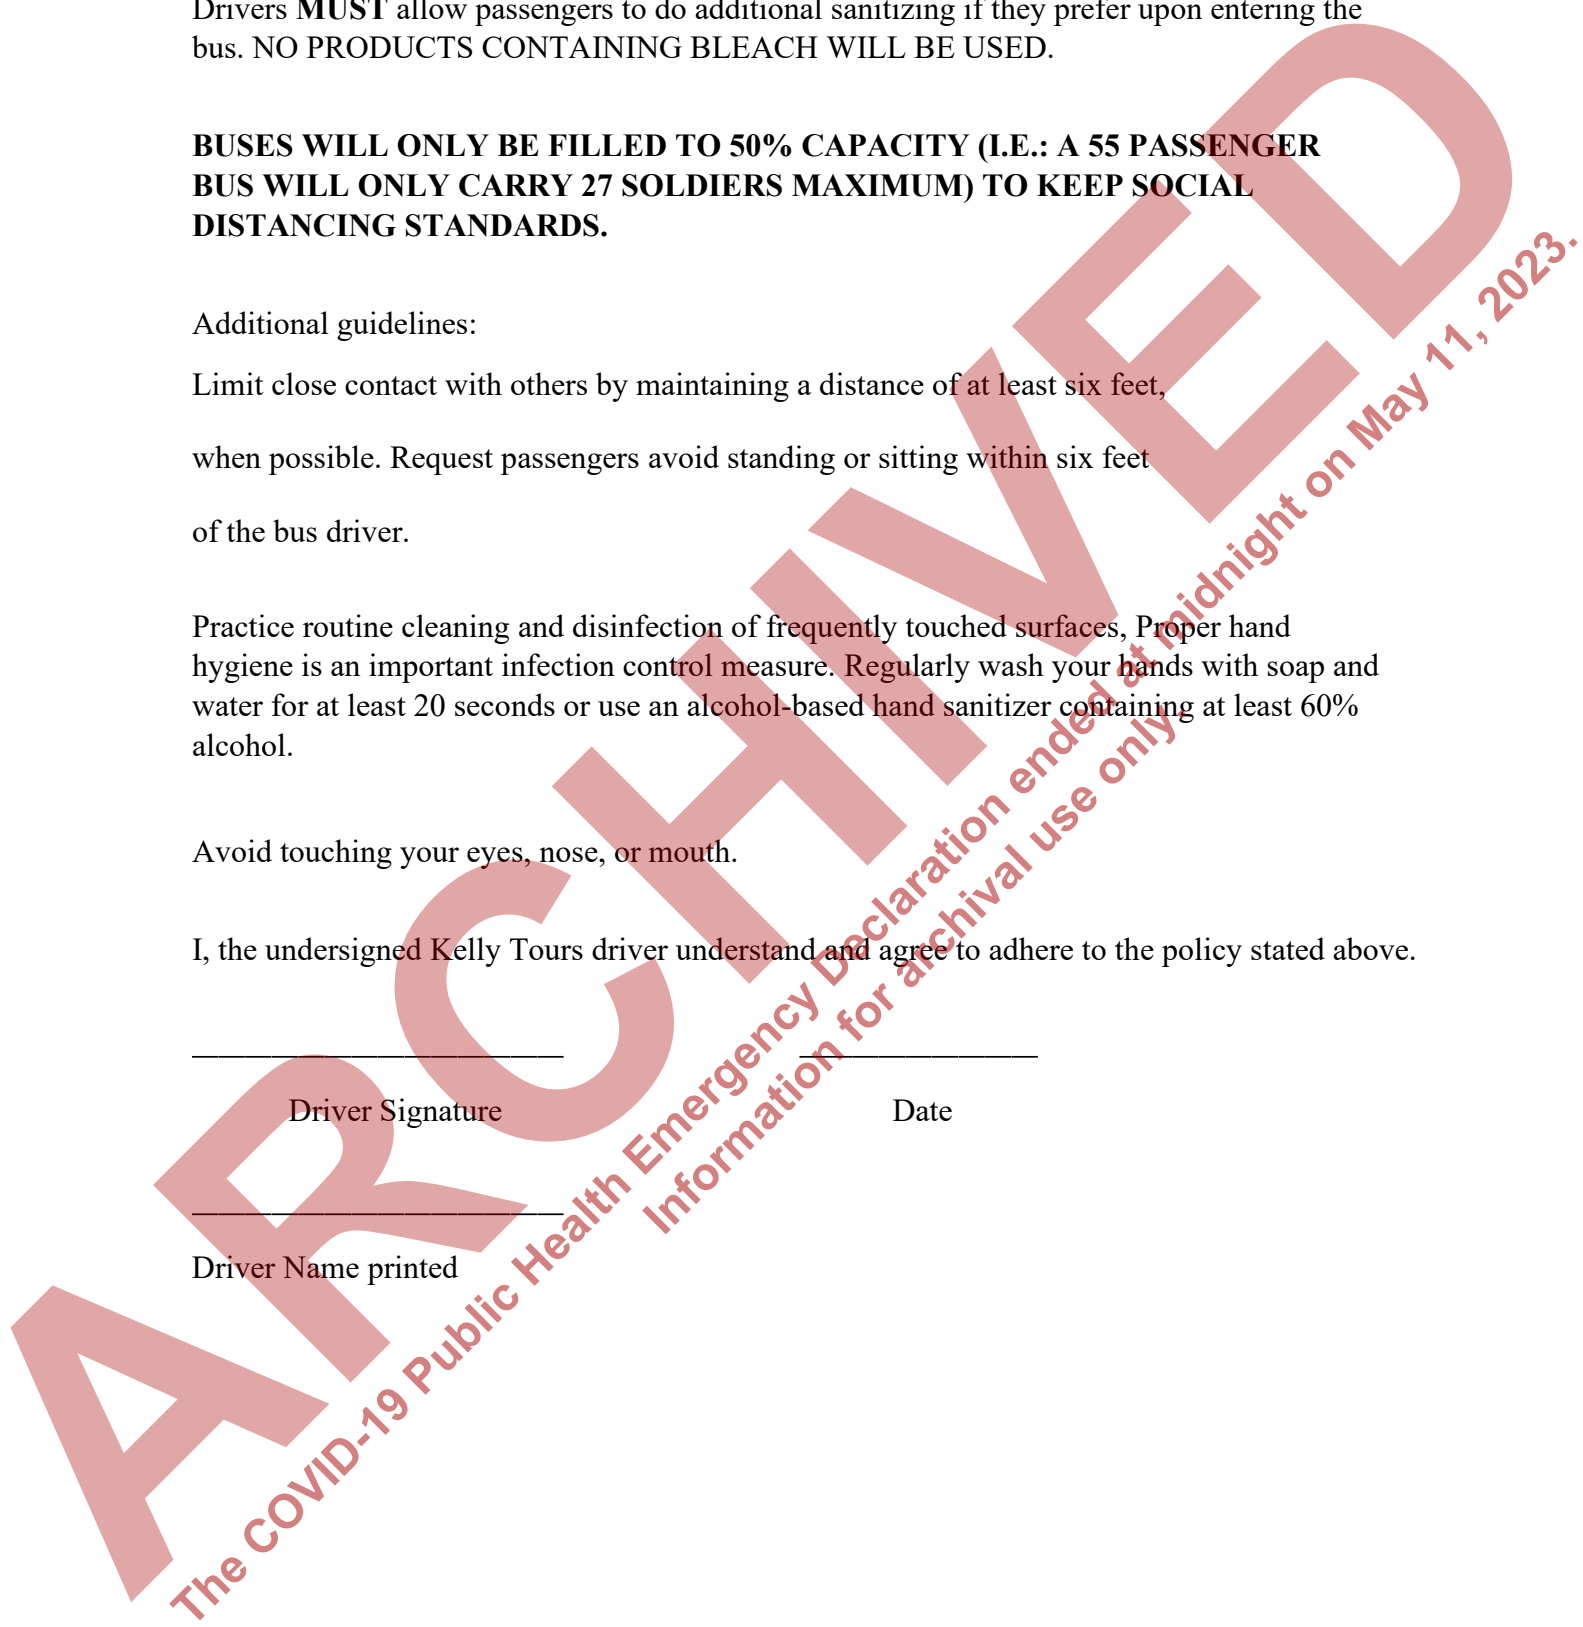 Drivers MUST allow passengers to do additional sanitizing if they prefer upon entering the
bus. NO PRODUCTS CONTAINING BLEACH WILL BE USED.
BUSES WILL ONLY BE FILLED TO 50% CAPACITY (I.E.: A 55 PASSENGER
BUS WILL ONLY CARRY 27 SOLDIERS MAXIMUM) TO KEEP SOCIAL
DISTANCING STANDARDS.
Additional guidelines:
Limit close contact with others by maintaining a distance of at least six feet,
when possible. Request passengers avoid standing or sitting within six feet
of the bus driver.
Practice routine cleaning and disinfection of frequently touched surfaces, Proper hand
hygiene is an important infection control measure. Regularly wash your hands with soap and
water for at least 20 seconds or use an alcohol-based hand sanitizer containing at least 60%
alcohol.
Avoid touching your eyes, nose, or mouth.
I, the undersigned Kelly Tours driver understand and agree to adhere to the policy stated above.
Driver Signature Date
Driver Name printed
ARCHIVED
The COVID-19 Public Health Emergency Declaration ended at midnight on May 11, 2023.
Information for archival use only.